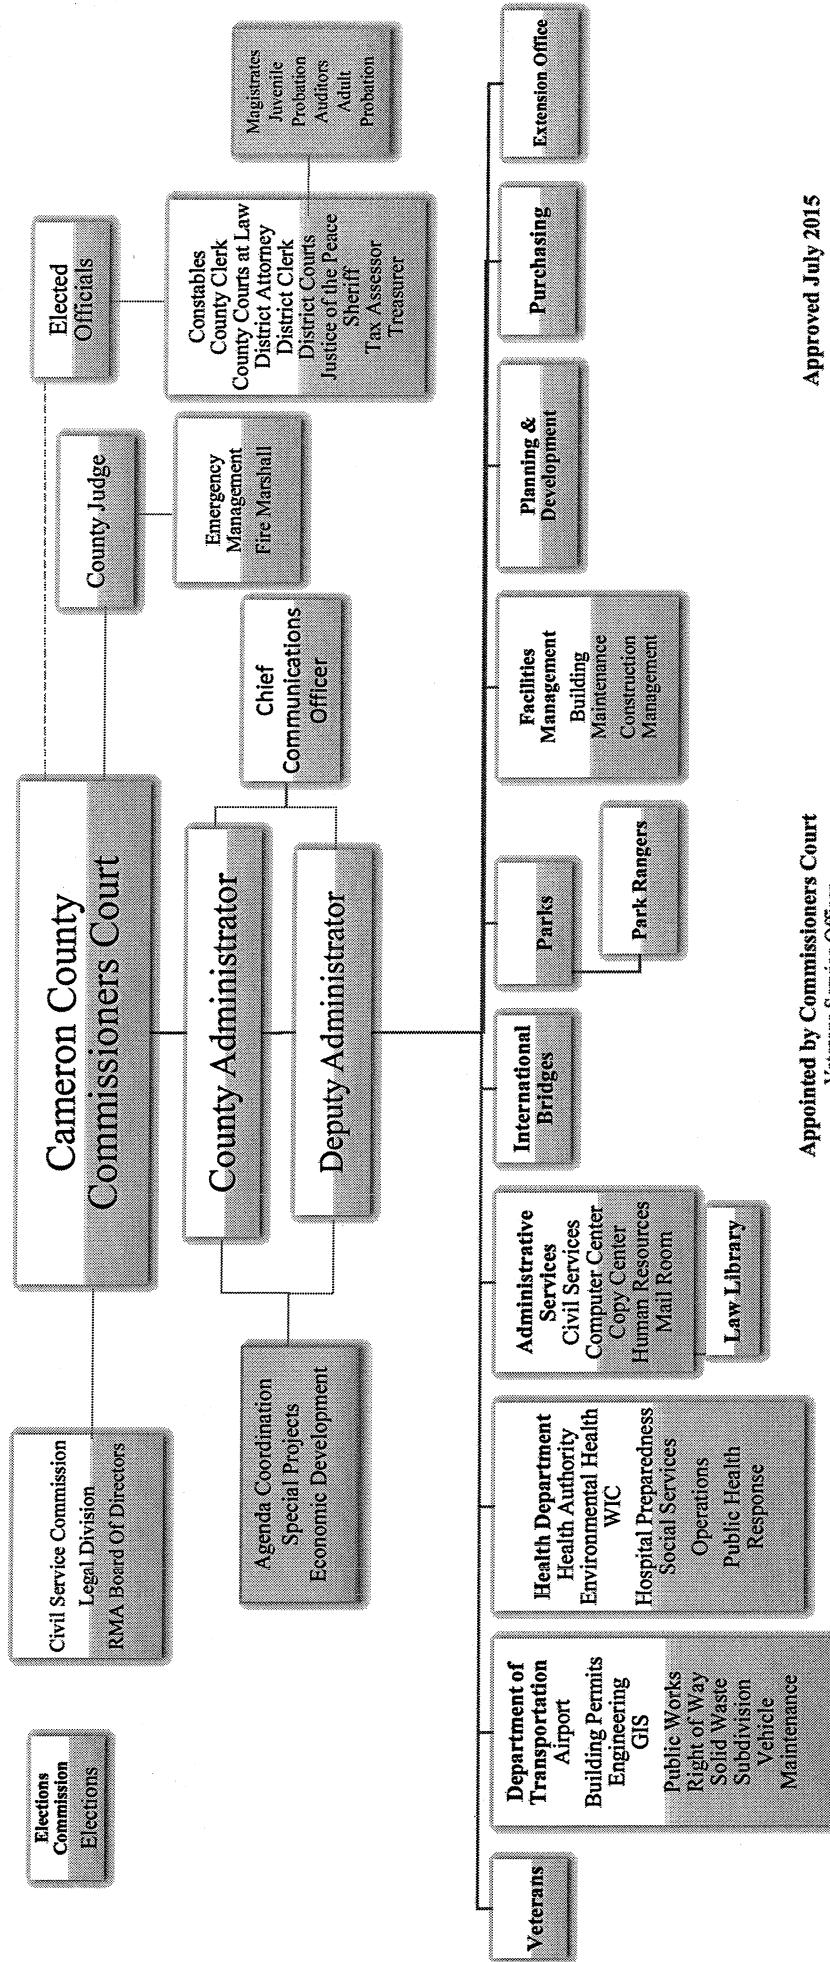 Elections
Commission
Elections
Civil Service Commission
Legal Division
RMA Board Of Directors
Cameron County
Commissioners Court
County Judge
Elected
Officials
Emergency
Management
Fire Marshall
Constables
County Clerk
County Courts at Law
District Attorney
District Clerk
District Courts
Justice of the Peace
Sheriff
Tax Assessor
Treasurer
Magistrates
Juvenile
Probation
Auditors
Adult
Probation
County Administrator
Deputy Administrator
Agenda Coordination
Special Projects
Economic Development
Chief
Communications
Officer
Veterans
Department of
Transportation
Airport
Building Permits
Engineering
GIS
Public Works
Right of Way
Solid Waste
Subdivision
Vehicle
Maintenance
Health Department
Health Authority
Environmental Health
WIC
Hospital Preparedness
Social Services
Operations
Public Health
Response
Administrative
Services
Civil Services
Computer Center
Copy Center
Human Resources
Mail Room
Law Library
International
Bridges
Parks
Park Rangers
Facilities
Management
Building
Maintenance
Construction
Management
Planning &
Development
Purchasing
Extension Office
Appointed by Commissioners Court
Approved July 2015